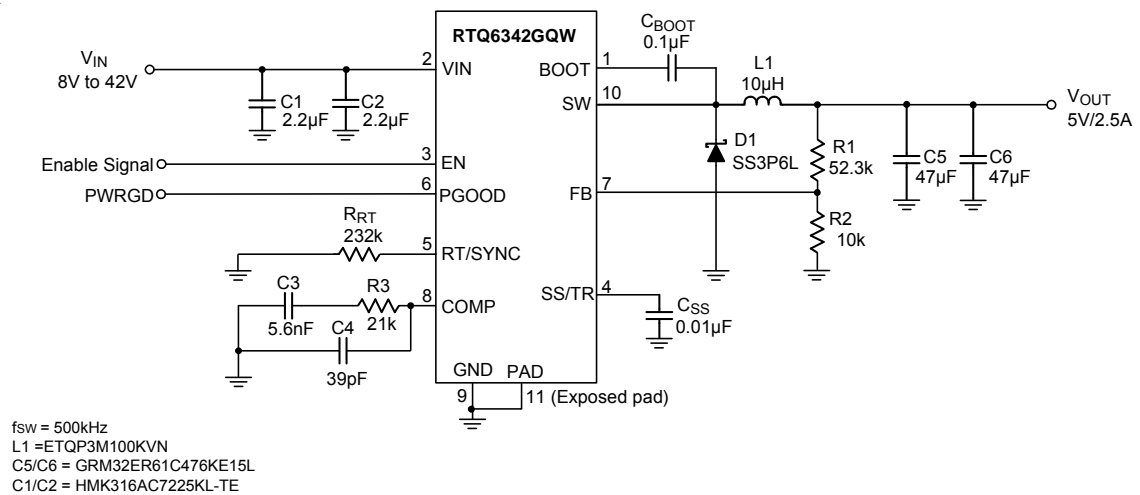 RTQ6342GQW
VIN
8V to 42V
2
VIN
C1
2.2µF
C2
2.2µF
Enable Signal
3
EN
PWRGD
6
PGOOD
RRT
232k
5
RT/SYNC
C3
5.6nF
R3
21k
8
COMP
C4
39pF
GND
9
PAD
11 (Exposed pad)
BOOT
1
CBOOT
0.1µF
SW
10
L1
10µH
D1
SS3P6L
R1
52.3k
C5
47µF
C6
47µF
VOUT
5V/2.5A
FB
7
R2
10k
SS/TR
4
CSS
0.01µF
fSW = 500kHz
L1 =ETQP3M100KVN
C5/C6 = GRM32ER61C476KE15L
C1/C2 = HMK316AC7225KL-TE